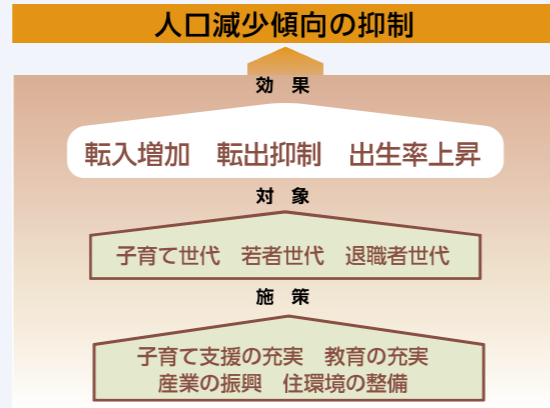 人口減少傾向の抑制
効果
転入増加 転出抑制 出生率上昇
対象
子育て世代 若者世代 退職者世代
施策
子育て支援の充実 教育の充実
産業の振興 住環境の整備